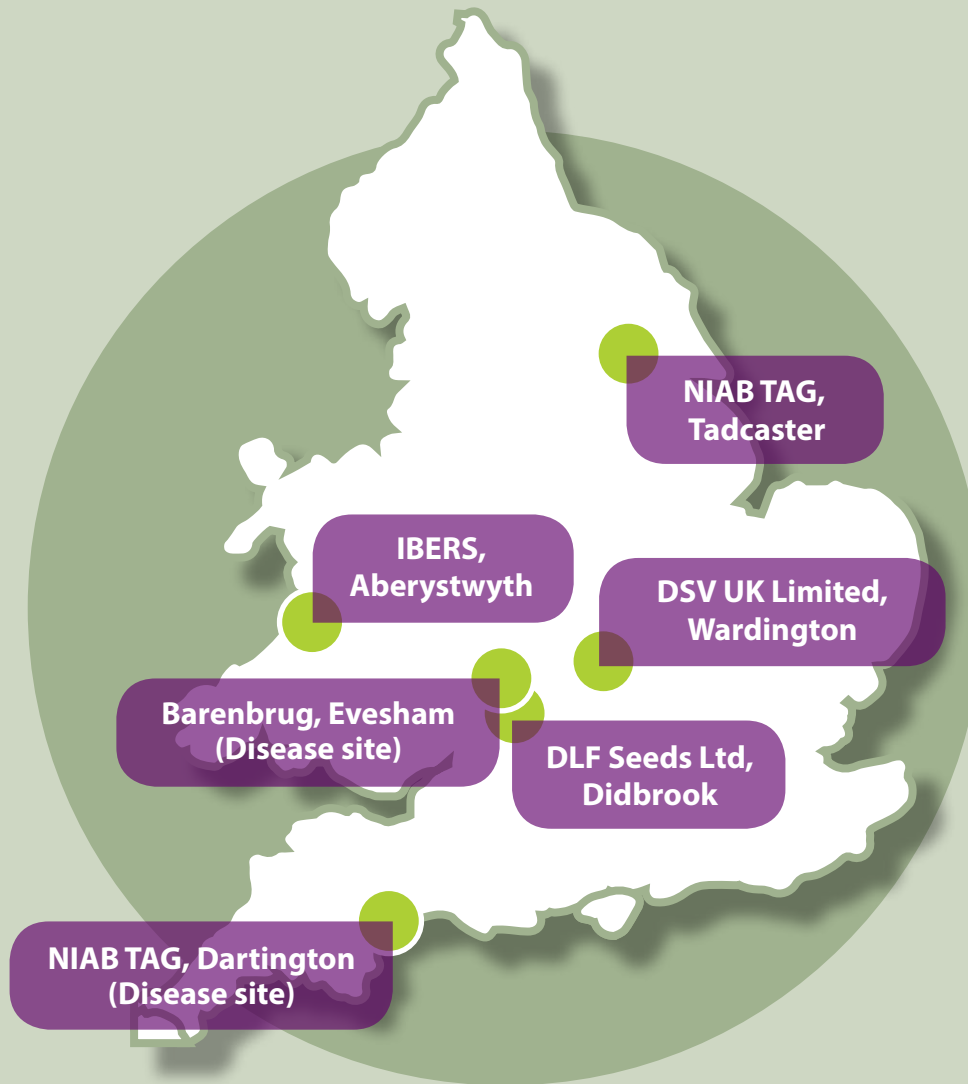 NIAB TAG,
Tadcaster
IBERS,
Aberystwyth
DSV UK Limited,
Wardington
Barenbrug, Evesham
(Disease site)
DLF Seeds Ltd,
Didbrook
NIAB TAG, Dartington
(Disease site)